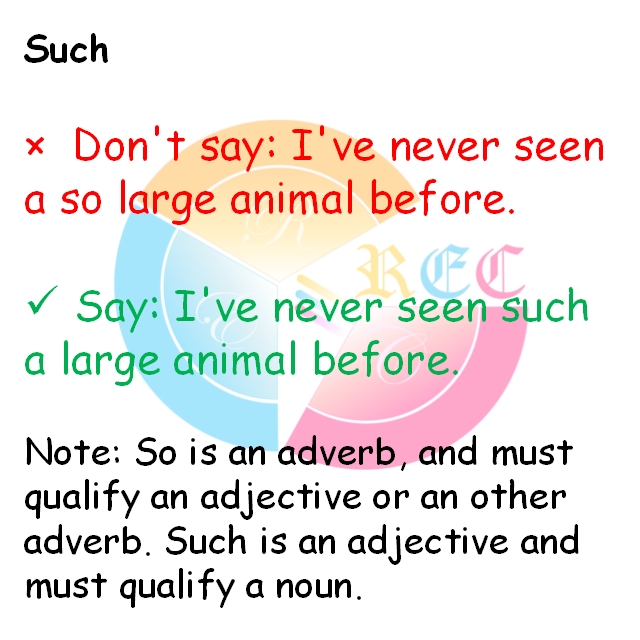 Such
× Don't say: I've never seen
a so large animal before.
REC
✓ Say: I've never seen such
a large animal before.
Note: So is an adverb, and must
qualify an adjective or an other
adverb. Such is an adjective and
must qualify a noun.